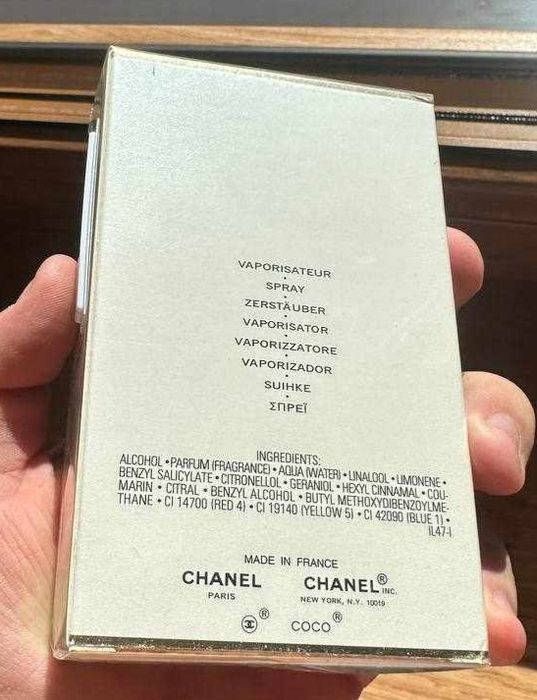 VAPORISATEUR
•
SPRAY
•
ZERSTÄUBER
•
VAPORISATOR
•
VAPORIZZATORE
•
VAPORIZADOR
•
SUIHKE
•
ΣΠΡΕΪ
INGREDIENTS:
ALCOHOL • PARFUM (FRAGRANCE) • AQUA (WATER) • LINALOOL • LIMONENE •
BENZYL SALICYLATE • CITRONELLOL • GERANIOL • HEXYL CINNAMAL • COU-
MARIN • CITRAL • BENZYL ALCOHOL • BUTYL METHOXYDIBENZOYLME-
THANE • CI 14700 (RED 4) • CI 19140 (YELLOW 5) • CI 42090 (BLUE 1) •
IL47-I
MADE IN FRANCE
CHANEL CHANEL® INC.
PARIS NEW YORK, N.Y. 10019
® COCO®